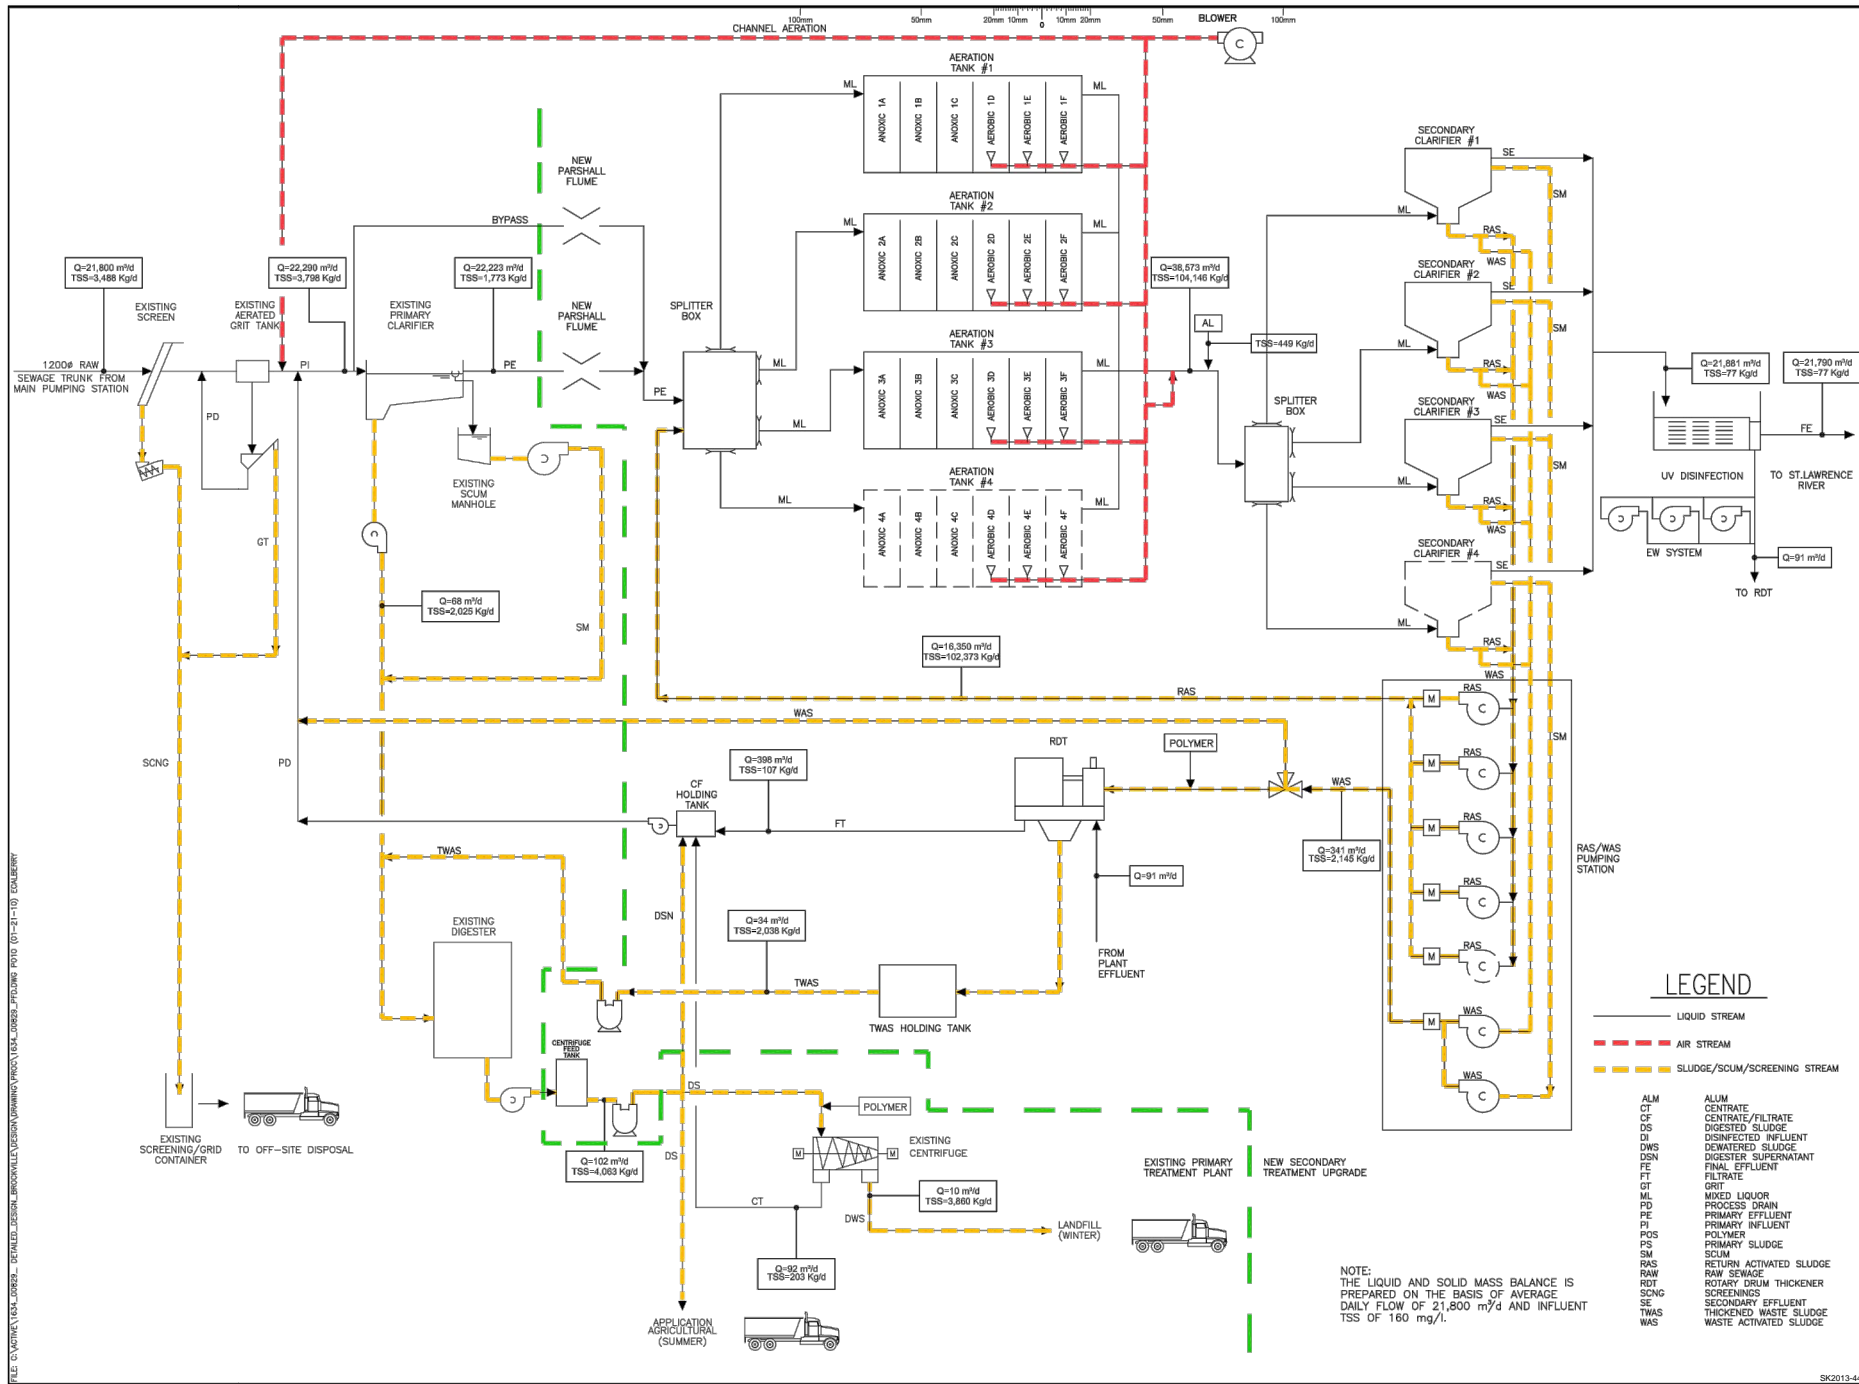 100mm
50mm
20mm
10mm
0
10mm
20mm
50mm
100mm
CHANNEL AERATION
BLOWER
C
AERATION
TANK #1
ML
ML
ANOXIC 1A
ANOXIC 1B
ANOXIC 1C
AEROBIC 1D
AEROBIC 1E
AEROBIC 1F
NEW
PARSHALL
FLUME
BYPASS
AERATION
TANK #2
ML
ML
ANOXIC 2A
ANOXIC 2B
ANOXIC 2C
AEROBIC 2D
AEROBIC 2E
AEROBIC 2F
SECONDARY
CLARIFIER #1
SE
SM
ML
RAS
WAS
Q=21,800 m³/d
TSS=3,488 Kg/d
Q=22,290 m³/d
TSS=3,798 Kg/d
Q=22,223 m³/d
TSS=1,773 Kg/d
Q=38,573 m³/d
TSS=104,146 Kg/d
SECONDARY
CLARIFIER #2
SE
SM
ML
RAS
WAS
EXISTING
SCREEN
EXISTING
AERATED
GRIT TANK
EXISTING
PRIMARY
CLARIFIER
NEW
PARSHALL
FLUME
SPLITTER
BOX
AL
TSS=449 Kg/d
1200ø RAW
SEWAGE TRUNK FROM
MAIN PUMPING STATION
PI
PE
PE
PD
AERATION
TANK #3
ML
ML
ML
ANOXIC 3A
ANOXIC 3B
ANOXIC 3C
AEROBIC 3D
AEROBIC 3E
AEROBIC 3F
Q=21,881 m³/d
TSS=77 Kg/d
Q=21,790 m³/d
TSS=77 Kg/d
SPLITTER
BOX
SECONDARY
CLARIFIER #3
SE
SM
ML
RAS
WAS
FE
UV DISINFECTION
TO ST.LAWRENCE
RIVER
EXISTING
SCUM
MANHOLE
C
AERATION
TANK #4
ML
ML
ANOXIC 4A
ANOXIC 4B
ANOXIC 4C
AEROBIC 4D
AEROBIC 4E
AEROBIC 4F
GT
C
C
C
C
EW SYSTEM
Q=91 m³/d
TO RDT
SECONDARY
CLARIFIER #4
SE
ML
RAS
WAS
Q=68 m³/d
TSS=2,025 Kg/d
SM
Q=16,350 m³/d
TSS=102,373 Kg/d
RAS
WAS
M
RAS
C
SM
SCNG
PD
Q=398 m³/d
TSS=107 Kg/d
RDT
POLYMER
WAS
M
RAS
C
CF
HOLDING
TANK
C
FT
M
RAS
C
Q=341 m³/d
TSS=2,145 Kg/d
RAS/WAS
PUMPING
STATION
TWAS
Q=91 m³/d
M
RAS
C
DSN
Q=34 m³/d
TSS=2,038 Kg/d
EXISTING
DIGESTER
FROM
PLANT
EFFLUENT
M
RAS
C
TWAS
TWAS HOLDING TANK
M
WAS
C
WAS
C
CENTRIFUGE
FEED
TANK
C
DS
POLYMER
EXISTING
CENTRIFUGE
M
M
EXISTING
SCREENING/GRID
CONTAINER
TO OFF-SITE DISPOSAL
Q=102 m³/d
TSS=4,063 Kg/d
DS
CT
Q=10 m³/d
TSS=3,860 Kg/d
DWS
LANDFILL
(WINTER)
EXISTING PRIMARY
TREATMENT PLANT
NEW SECONDARY
TREATMENT UPGRADE
Q=92 m³/d
TSS=203 Kg/d
APPLICATION
AGRICULTURAL
(SUMMER)
NOTE:
THE LIQUID AND SOLID MASS BALANCE IS
PREPARED ON THE BASIS OF AVERAGE
DAILY FLOW OF 21,800 m³/d AND INFLUENT
TSS OF 160 mg/l.
LEGEND
LIQUID STREAM
AIR STREAM
SLUDGE/SCUM/SCREENING STREAM
ALM ALUM
CT CENTRATE
CF CENTRATE/FILTRATE
DS DIGESTED SLUDGE
DI DISINFECTED INFLUENT
DWS DEWATERED SLUDGE
DSN DIGESTER SUPERNATANT
FE FINAL EFFLUENT
FT FILTRATE
GT GRIT
ML MIXED LIQUOR
PD PROCESS DRAIN
PE PRIMARY EFFLUENT
PI PRIMARY INFLUENT
POS POLYMER
PS PRIMARY SLUDGE
SM SCUM
RAS RETURN ACTIVATED SLUDGE
RAW RAW SEWAGE
RDT ROTARY DRUM THICKENER
SCNG SCREENINGS
SE SECONDARY EFFLUENT
TWAS THICKENED WASTE SLUDGE
WAS WASTE ACTIVATED SLUDGE